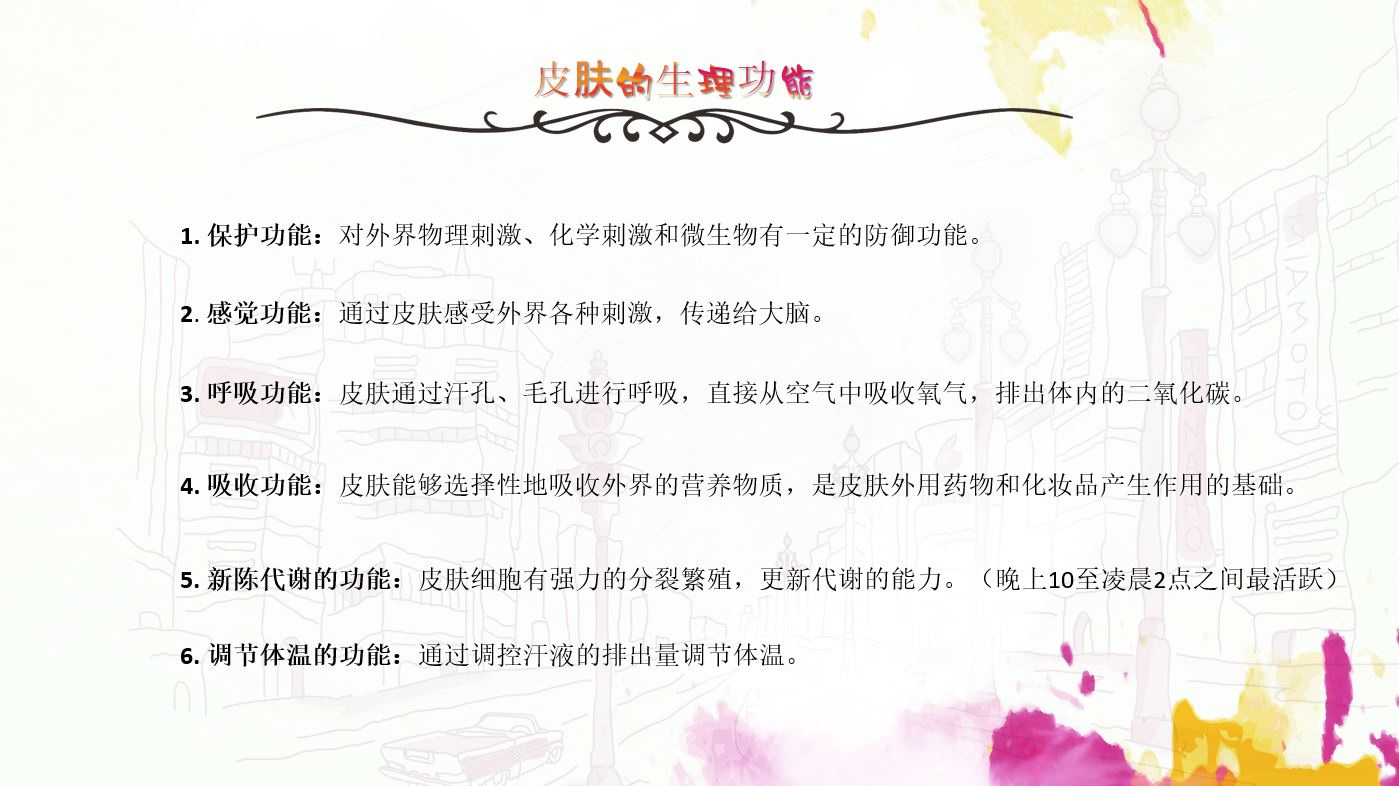 皮肤的生理功能
1. 保护功能：对外界物理刺激、化学刺激和微生物有一定的防御功能。
2. 感觉功能：通过皮肤感受外界各种刺激，传递给大脑。
3. 呼吸功能：皮肤通过汗孔、毛孔进行呼吸，直接从空气中吸收氧气，排出体内的二氧化碳。
4. 吸收功能：皮肤能够选择性地吸收外界的营养物质，是皮肤外用药物和化妆品产生作用的基础。
5. 新陈代谢的功能：皮肤细胞有强力的分裂繁殖，更新代谢的能力。（晚上10至凌晨2点之间最活跃）
6. 调节体温的功能：通过调控汗液的排出量调节体温。